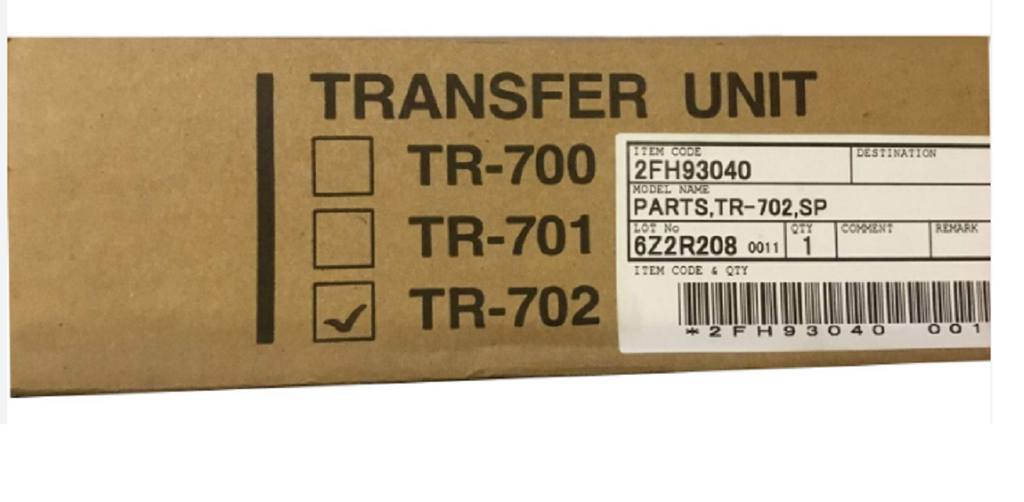 TRANSFER UNIT
TR-700
TR-701
TR-702
ITEM CODE DESTINATION
2FH93040
MODEL NAME
PARTS,TR-702,SP
LOT No QTY COMMENT REMARK
6Z2R208 0011 1
ITEM CODE & QTY
*2FH93040 001